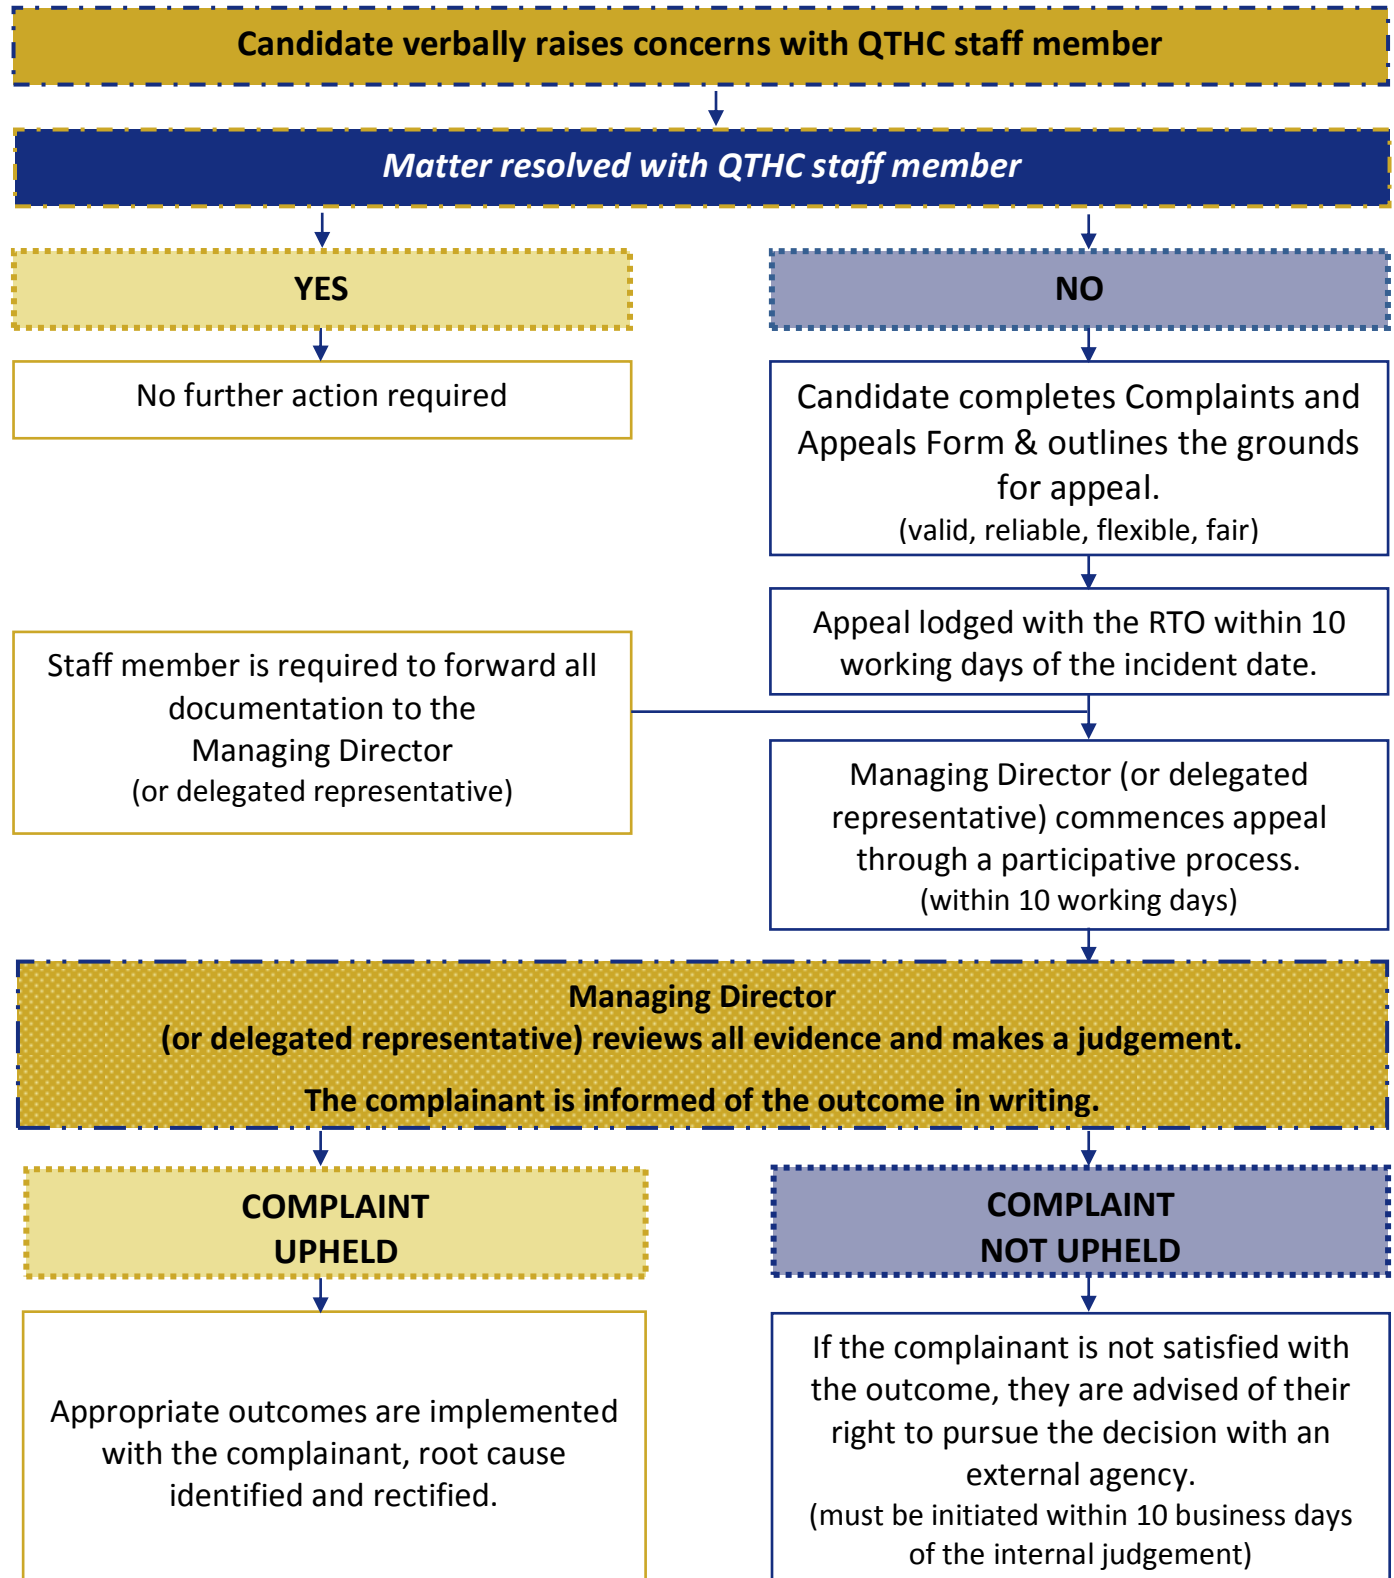 Candidate verbally raises concerns with QTHC staff member
Matter resolved with QTHC staff member
YES
NO
No further action required
Candidate completes Complaints and
Appeals Form & outlines the grounds
for appeal.
(valid, reliable, flexible, fair)
Appeal lodged with the RTO within 10
working days of the incident date.
Staff member is required to forward all
documentation to the
Managing Director
(or delegated representative)
Managing Director (or delegated
representative) commences appeal
through a participative process.
(within 10 working days)
Managing Director
(or delegated representative) reviews all evidence and makes a judgement.
The complainant is informed of the outcome in writing.
COMPLAINT
UPHELD
COMPLAINT
NOT UPHELD
Appropriate outcomes are implemented
with the complainant, root cause
identified and rectified.
If the complainant is not satisfied with
the outcome, they are advised of their
right to pursue the decision with an
external agency.
(must be initiated within 10 business days
of the internal judgement)